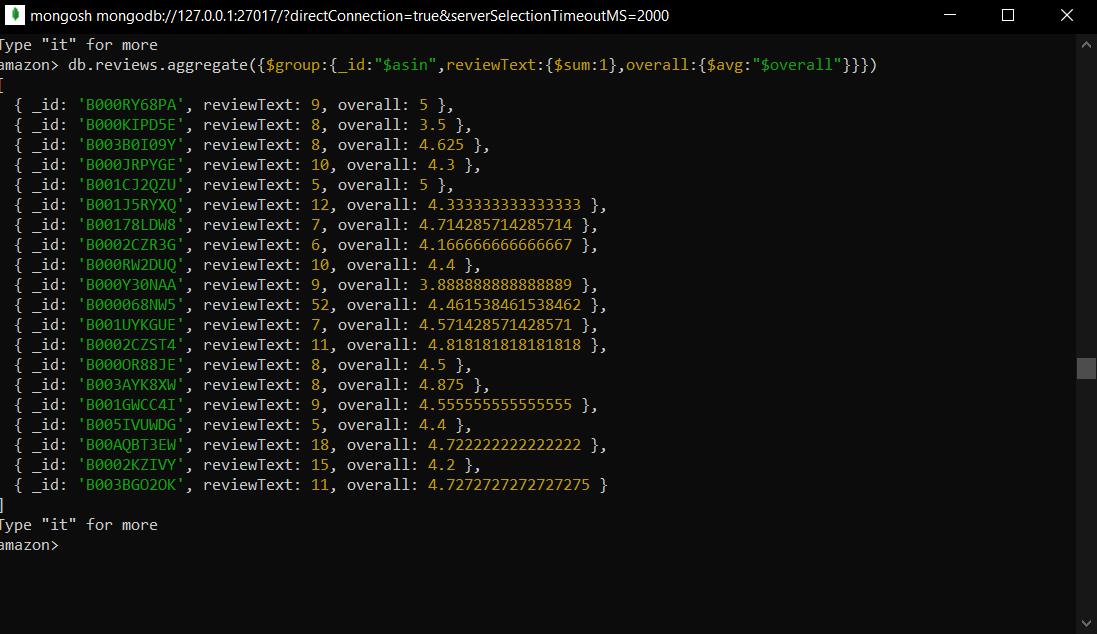 mongosh mongodb://127.0.0.1:27017/?directConnection=true&serverSelectionTimeoutMS=2000
Type "it" for more
amazon> db.reviews.aggregate({$group:{_id:"$asin",reviewText:{$sum:1},overall:{$avg:"$overall"}}})
[
  { _id: 'B000RY68PA', reviewText: 9, overall: 5 },
  { _id: 'B000KIPD5E', reviewText: 8, overall: 3.5 },
  { _id: 'B003B0I09Y', reviewText: 8, overall: 4.625 },
  { _id: 'B000JRPYGE', reviewText: 10, overall: 4.3 },
  { _id: 'B001CJ2QZU', reviewText: 5, overall: 5 },
  { _id: 'B001J5RYXQ', reviewText: 12, overall: 4.333333333333333 },
  { _id: 'B00178LDW8', reviewText: 7, overall: 4.714285714285714 },
  { _id: 'B0002CZR3G', reviewText: 6, overall: 4.166666666666667 },
  { _id: 'B000RW2DUQ', reviewText: 10, overall: 4.4 },
  { _id: 'B000Y30NAA', reviewText: 9, overall: 3.888888888888889 },
  { _id: 'B000068NW5', reviewText: 52, overall: 4.461538461538462 },
  { _id: 'B001UYKGUE', reviewText: 7, overall: 4.571428571428571 },
  { _id: 'B0002CZST4', reviewText: 11, overall: 4.818181818181818 },
  { _id: 'B000OR88JE', reviewText: 8, overall: 4.5 },
  { _id: 'B003AYK8XW', reviewText: 8, overall: 4.875 },
  { _id: 'B001GWCC4I', reviewText: 9, overall: 4.555555555555555 },
  { _id: 'B005IVUWDG', reviewText: 5, overall: 4.4 },
  { _id: 'B00AQBT3EW', reviewText: 18, overall: 4.722222222222222 },
  { _id: 'B0002KZIVY', reviewText: 15, overall: 4.2 },
  { _id: 'B003BGO2OK', reviewText: 11, overall: 4.7272727272727275 }
]
Type "it" for more
amazon>